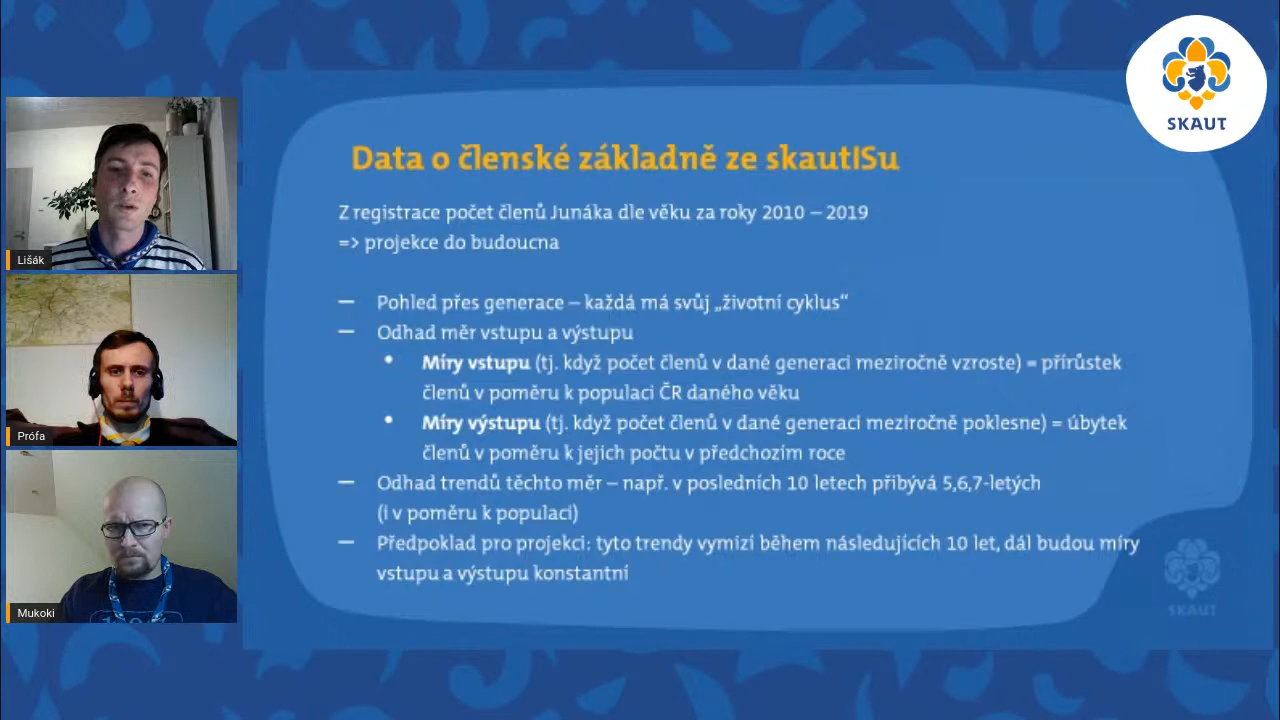 SKAUT
Data o členské základně ze skautISu
Z registrace počet členů Junáka dle věku za roky 2010 – 2019
=> projekce do budoucna
– Pohled přes generace – každá má svůj „životní cyklus“
– Odhad měr vstupu a výstupu
• Míry vstupu (tj. když počet členů v dané generaci meziročně vzroste) = přírůstek
členů v poměru k populaci ČR daného věku
• Míry výstupu (tj. když počet členů v dané generaci meziročně poklesne) = úbytek
členů v poměru k jejich počtu v předchozím roce
– Odhad trendů těchto měr – např. v posledních 10 letech přibývá 5,6,7-letých
(i v poměru k populaci)
– Předpoklad pro projekci: tyto trendy vymizí během následujících 10 let, dál budou míry
vstupu a výstupu konstantní
SKAUT
Lišák
Prófa
Mukoki